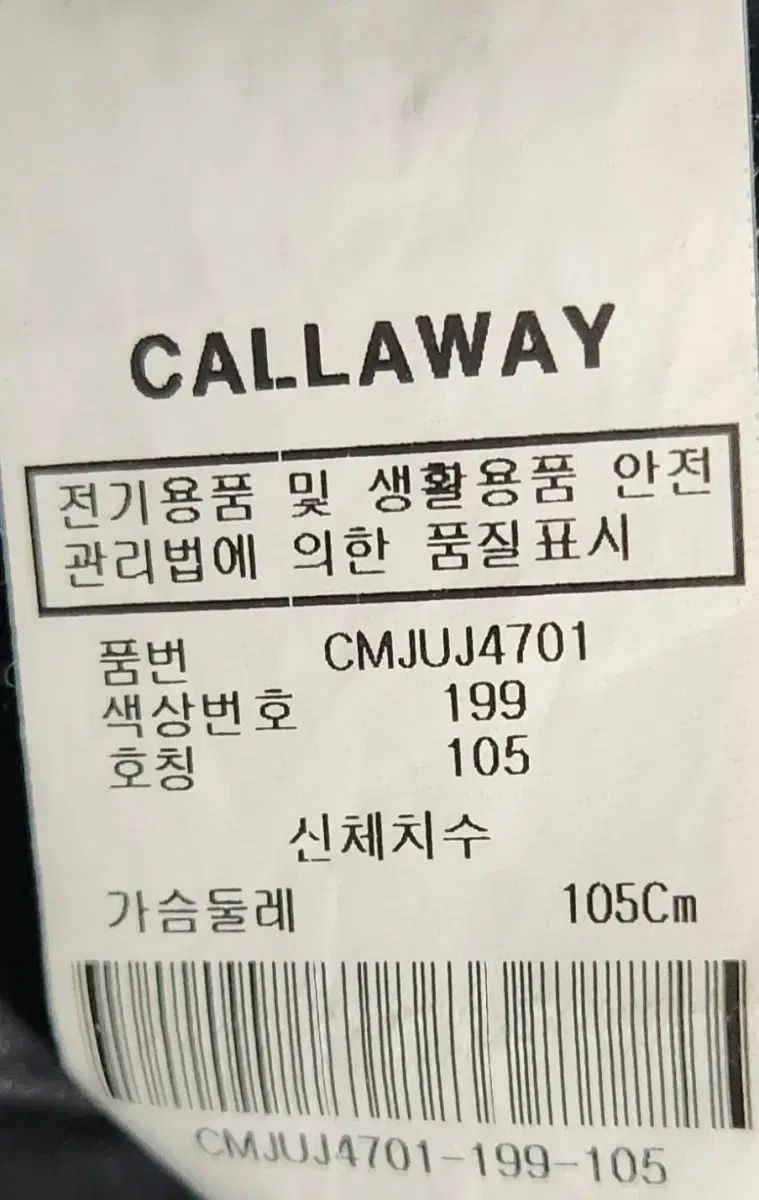 CALLAWAY
전기용품 및 생활용품 안전
관리법에 의한 품질표시
품번 CMJUJ4701
색상번호 199
호칭 105
신체치수
가슴둘레 105Cm
CMJUJ4701-199-105